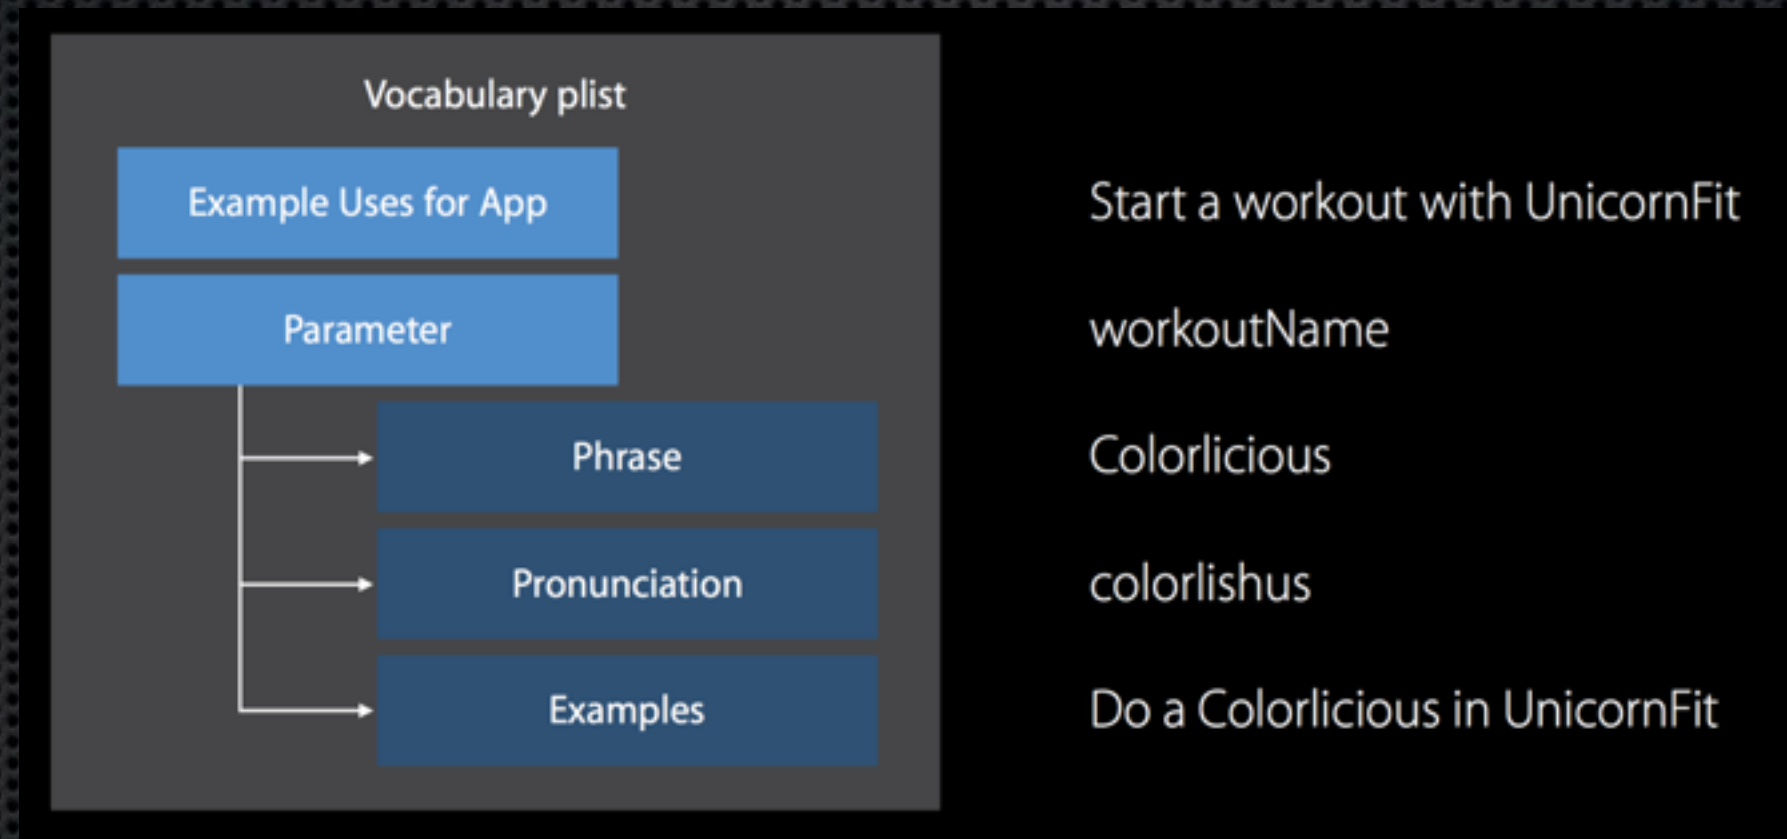 Vocabulary plist
Example Uses for App
Start a workout with UnicornFit
Parameter
workoutName
Phrase
Colorlicious
Pronunciation
colorlishus
Examples
Do a Colorlicious in UnicornFit